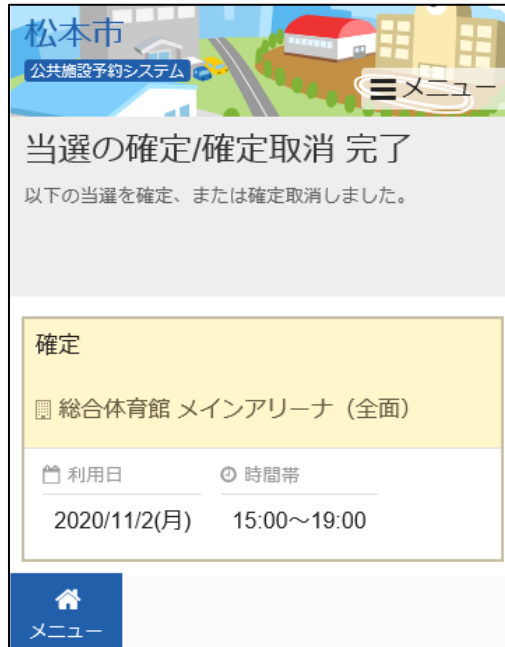 松本市
公共施設予約システム
メニュー
当選の確定/確定取消 完了
以下の当選を確定、または確定取消しました。
確定
総合体育館 メインアリーナ（全面）
利用日 時間帯
2020/11/2(月) 15:00～19:00
メニュー